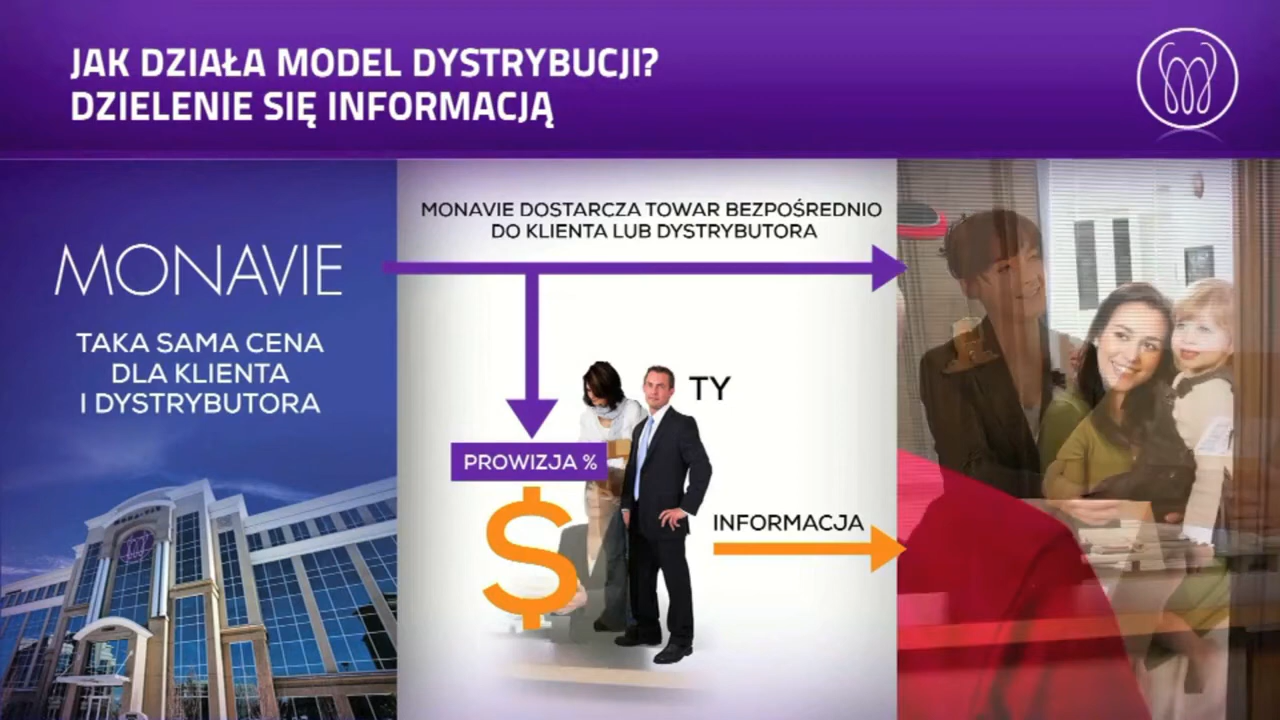 JAK DZIAŁA MODEL DYSTRYBUCJI?
DZIELENIE SIĘ INFORMACJĄ
MONAVIE
TAKA SAMA CENA
DLA KLIENTA
I DYSTRYBUTORA
MONAVIE DOSTARCZA TOWAR BEZPOŚREDNIO
DO KLIENTA LUB DYSTRYBUTORA
TY
PROWIZJA %
$
INFORMACJA